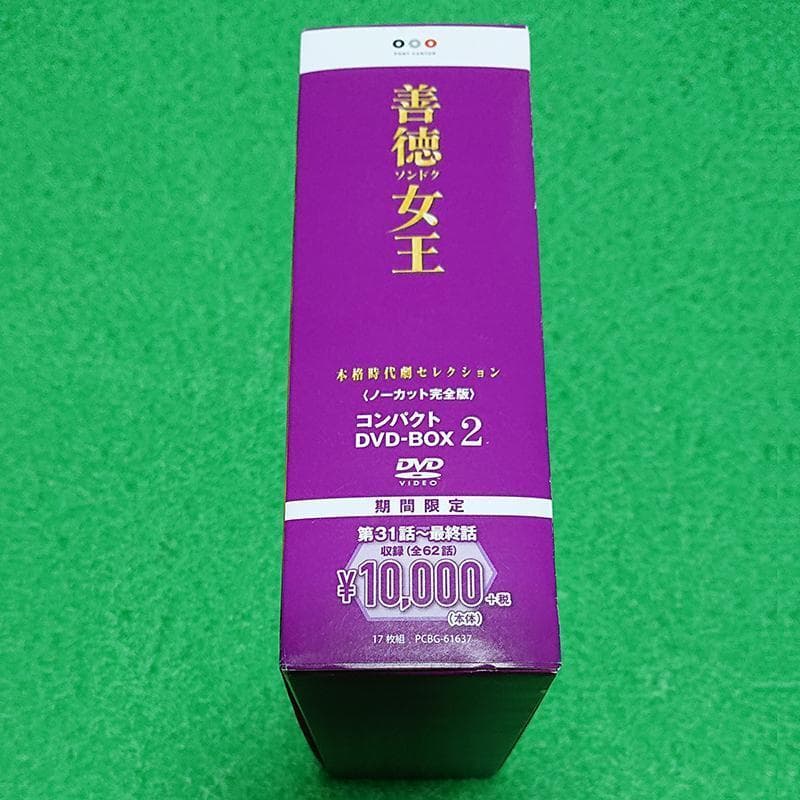 PONY CANYON
善徳
ソンドク
女王
本格時代劇セレクション
〈ノーカット完全版〉
コンパクト
DVD-BOX 2
DVD
VIDEO
期間限定
第31話~最終話
収録(全62話)
¥10,000+税
(本体)
17枚組 PCBG-61637